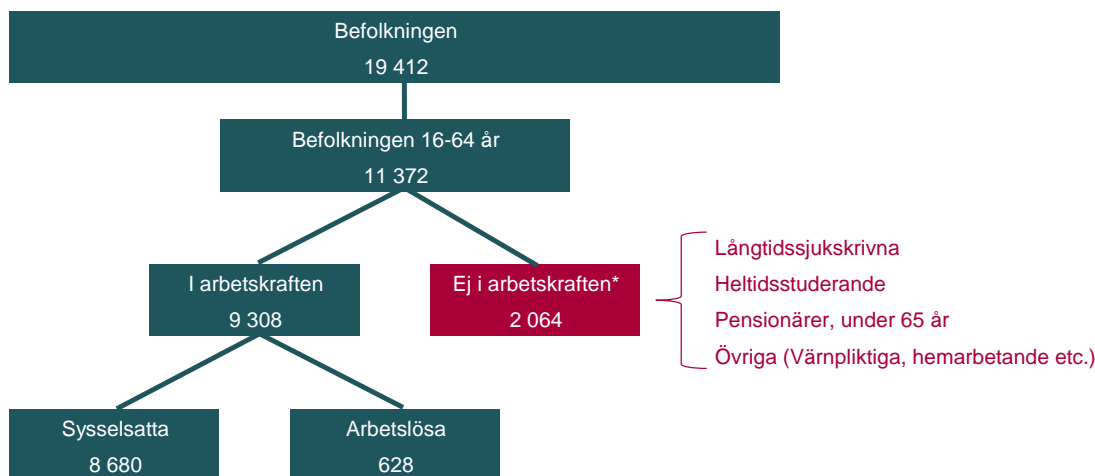 Befolkningen
19 412
Befolkningen 16-64 år
11 372
I arbetskraften
9 308
Ej i arbetskraften*
2 064
Långtidssjukskrivna
Heltidsstuderande
Pensionärer, under 65 år
Övriga (Värnpliktiga, hemarbetande etc.)
Sysselsatta
8 680
Arbetslösa
628